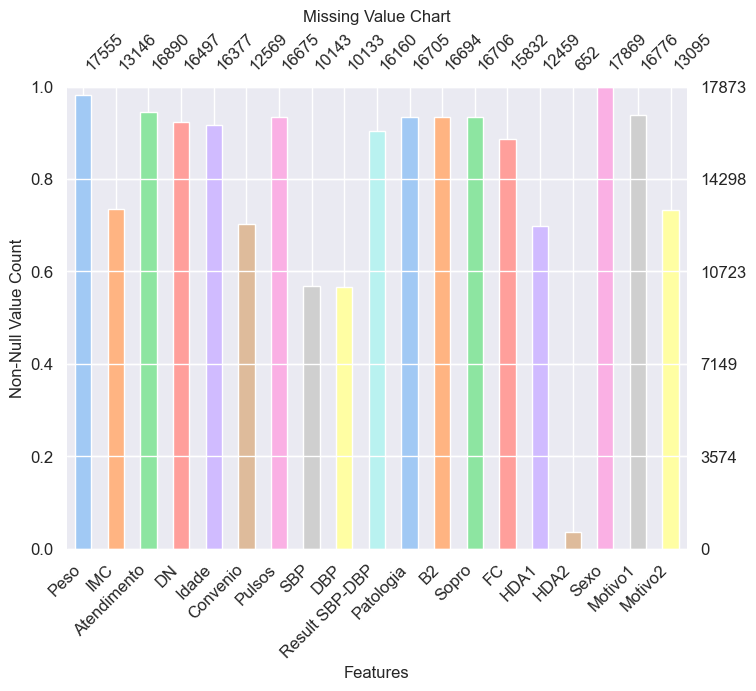 Missing Value Chart
17555 13146 16890 16497 16377 12569 16675 10143 10133 16160 16705 16694 16706 15832 12459 652 17869 16776 13095
1.0 17873
0.8 14298
0.6 10723
0.4 7149
0.2 3574
0.0 0
Non-Null Value Count
Peso IMC Atendimento DN Idade Convenio Pulsos SBP DBP Result SBP-DBP Patologia B2 Sopro FC HDA1 HDA2 Sexo Motivo1 Motivo2
Features